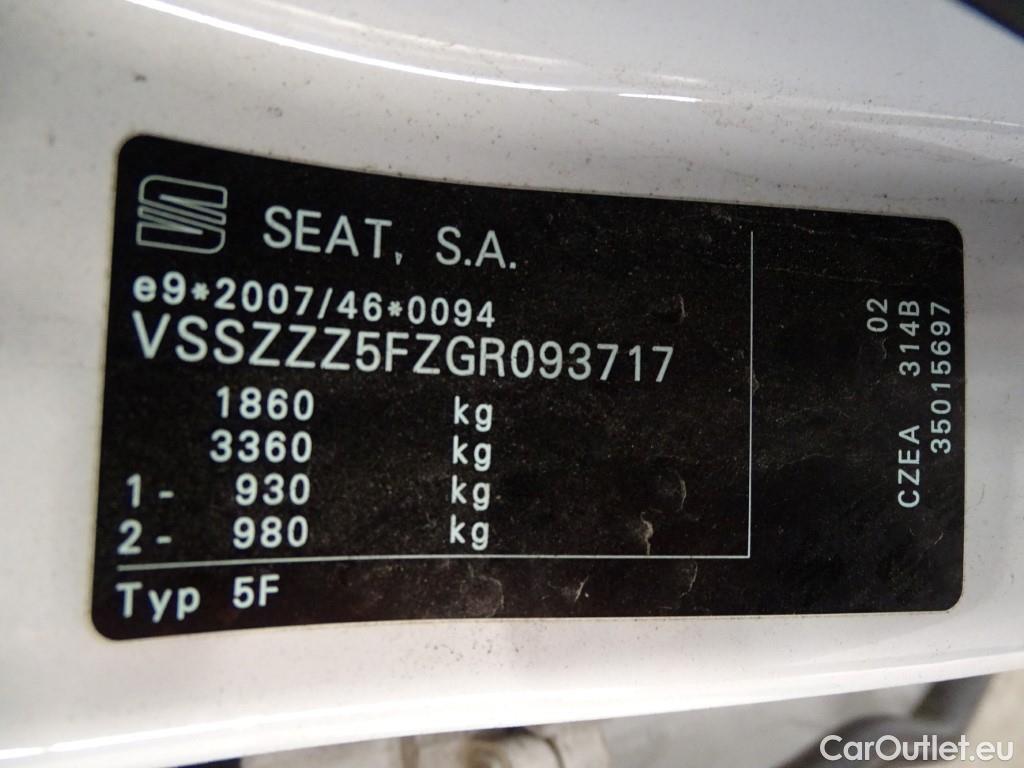 SEAT, S.A.
e9*2007/46*0094
VSSZZZ5FZGR093717
1860 kg
3360 kg
1- 930 kg
2- 980 kg
Typ 5F
02
CZEA 314B
35015697
CarOutlet.eu